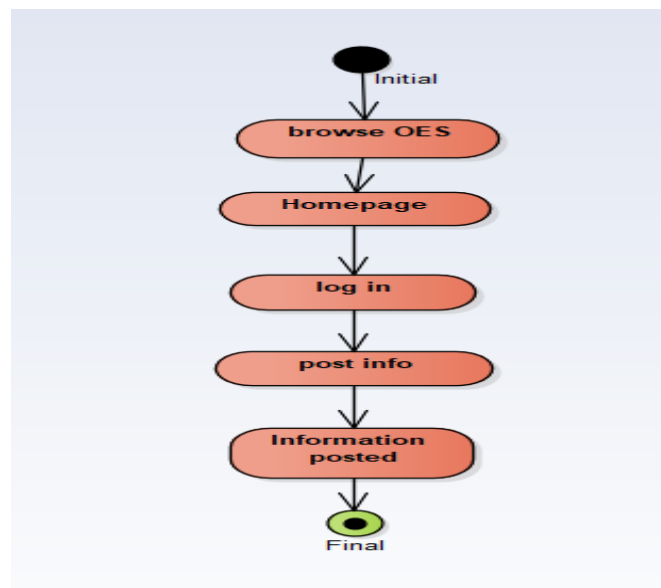 Initial
browse OES
Homepage
log in
post info
Information
posted
Final